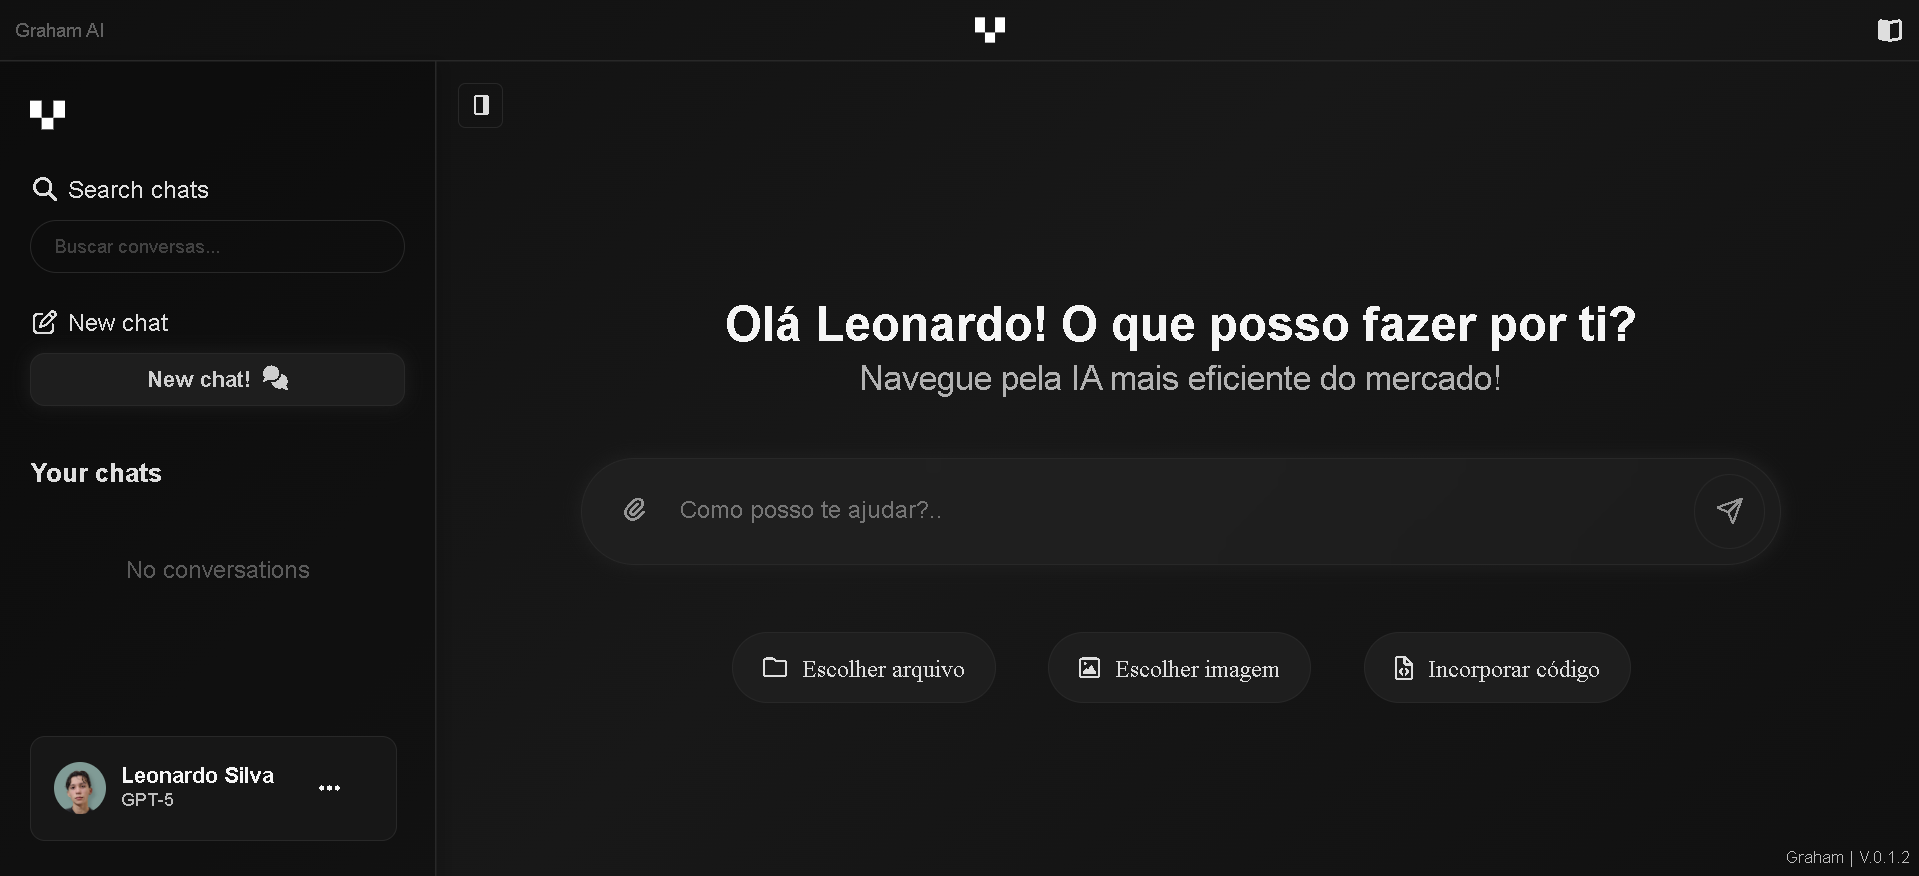 Graham AI
Search chats
Buscar conversas...
New chat
New chat!
Your chats
No conversations
Leonardo Silva
GPT-5
Olá Leonardo! O que posso fazer por ti?
Navegue pela IA mais eficiente do mercado!
Como posso te ajudar?..
Escolher arquivo
Escolher imagem
Incorporar código
Graham | V.0.1.2